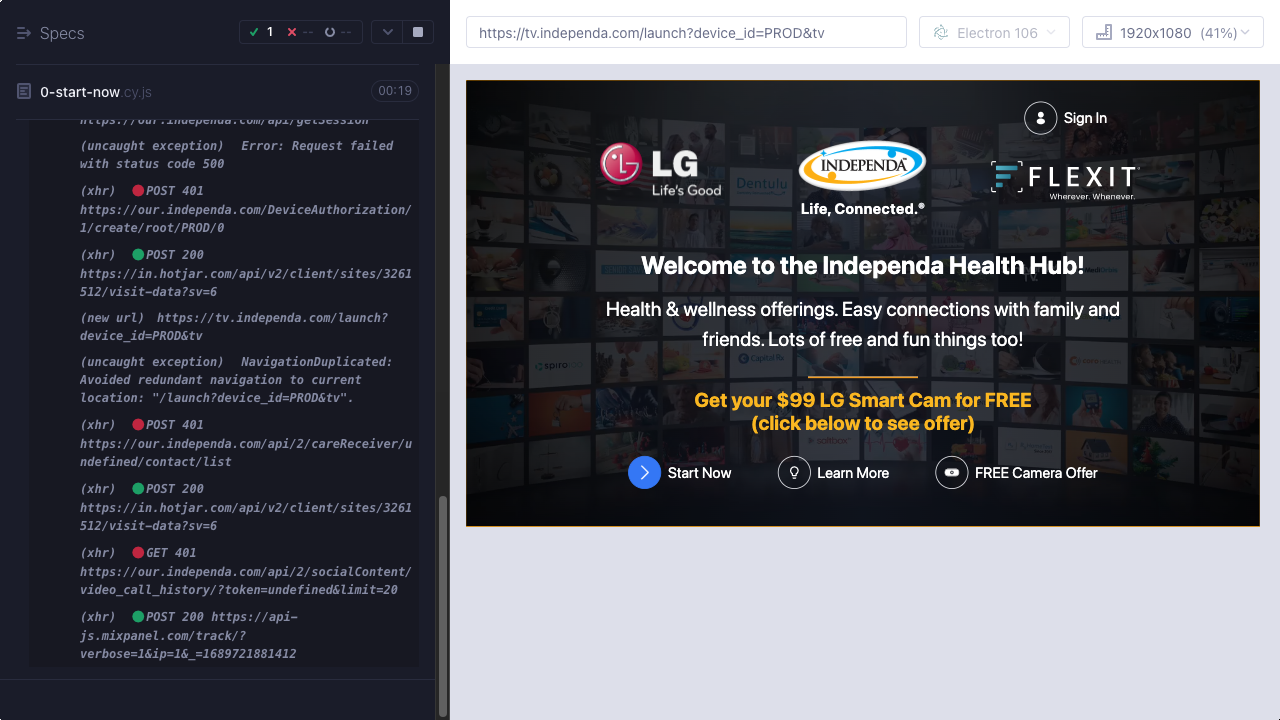 Specs
1
--
--
https://tv.independa.com/launch?device_id=PROD&tv
Electron 106
1920x1080 (41%)
0-start-now.cy.js
00:19
https://our.independa.com/api/getSession
(uncaught exception) Error: Request failed
with status code 500
(xhr) POST 401
https://our.independa.com/DeviceAuthorization/
1/create/root/PROD/0
(xhr) POST 200
https://in.hotjar.com/api/v2/client/sites/3261
512/visit-data?sv=6
(new url) https://tv.independa.com/launch?
device_id=PROD&tv
(uncaught exception) NavigationDuplicated:
Avoided redundant navigation to current
location: "/launch?device_id=PROD&tv".
(xhr) POST 401
https://our.independa.com/api/2/careReceiver/u
ndefined/contact/list
(xhr) POST 200
https://in.hotjar.com/api/v2/client/sites/3261
512/visit-data?sv=6
(xhr) GET 401
https://our.independa.com/api/2/socialContent/
video_call_history/?token=undefined&limit=20
(xhr) POST 200 https://api-
js.mixpanel.com/track/?
verbose=1&ip=1&_=1689721881412
Sign In
LG
Life's Good
Dentulu
INDEPENDA™
Life, Connected.®
FLEXIT
Wherever. Whenever.
Welcome to the Independa Health Hub!
Health & wellness offerings. Easy connections with family and
friends. Lots of free and fun things too!
Capital Rx
Get your $99 LG Smart Cam for FREE
(click below to see offer)
softbox
Start Now
Learn More
FREE Camera Offer